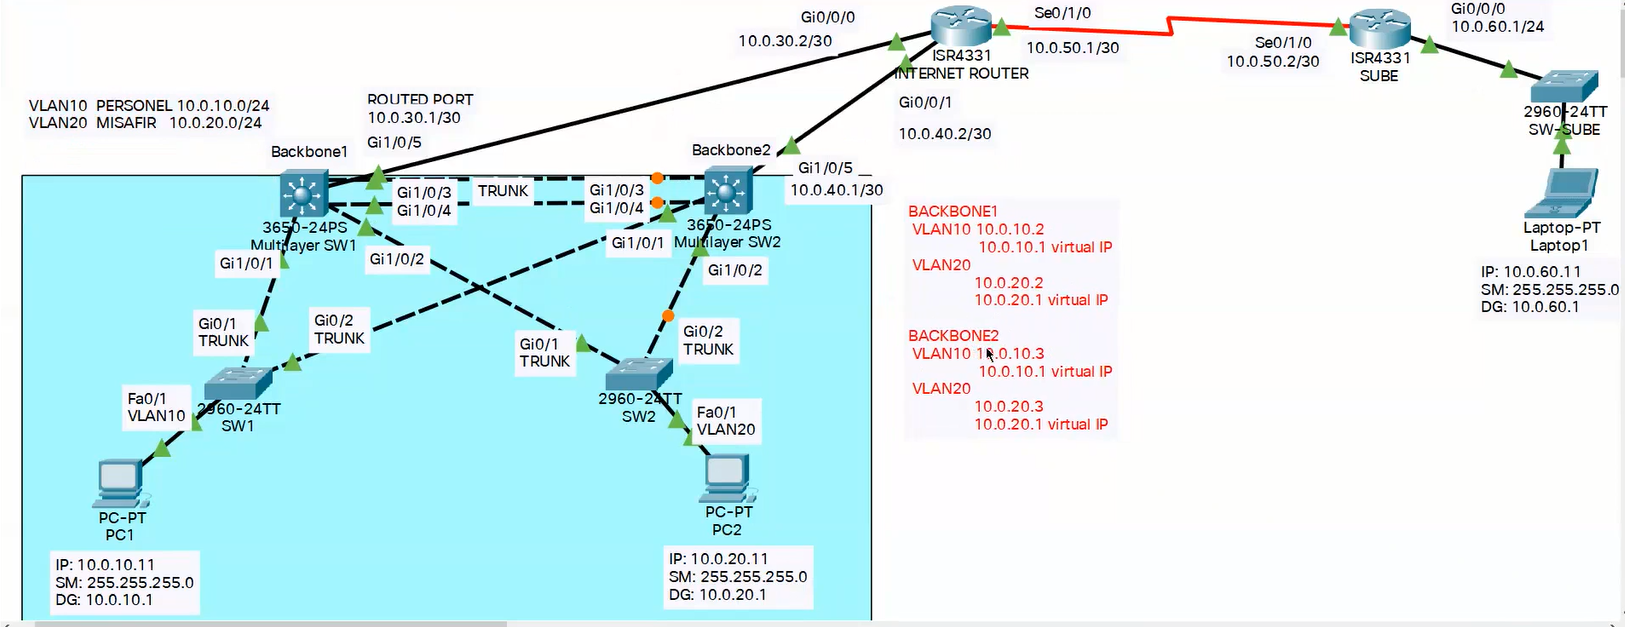 Gi0/0/0
10.0.30.2/30
Se0/1/0
10.0.50.1/30
ISR4331
INTERNET ROUTER
Gi0/0/1
10.0.40.2/30
Se0/1/0
10.0.50.2/30
ISR4331
SUBE
Gi0/0/0
10.0.60.1/24
2960-24TT
SW-SUBE
Laptop-PT
Laptop1
IP: 10.0.60.11
SM: 255.255.255.0
DG: 10.0.60.1
VLAN10 PERSONEL 10.0.10.0/24
VLAN20 MISAFIR 10.0.20.0/24
ROUTED PORT
10.0.30.1/30
Gi1/0/5
Backbone1
3650-24PS
Multilayer SW1
Gi1/0/3
Gi1/0/4
TRUNK
Gi1/0/3
Gi1/0/4
Backbone2
3650-24PS
Multilayer SW2
Gi1/0/5
10.0.40.1/30
Gi1/0/1
Gi1/0/2
Gi1/0/1
Gi1/0/2
Gi0/1
TRUNK
Gi0/2
TRUNK
Gi0/1
TRUNK
Gi0/2
TRUNK
Fa0/1
VLAN10
2960-24TT
SW1
2960-24TT
SW2
Fa0/1
VLAN20
PC-PT
PC1
PC-PT
PC2
IP: 10.0.10.11
SM: 255.255.255.0
DG: 10.0.10.1
IP: 10.0.20.11
SM: 255.255.255.0
DG: 10.0.20.1
BACKBONE1
VLAN10 10.0.10.2
10.0.10.1 virtual IP
VLAN20
10.0.20.2
10.0.20.1 virtual IP
BACKBONE2
VLAN10 10.0.10.3
10.0.10.1 virtual IP
VLAN20
10.0.20.3
10.0.20.1 virtual IP